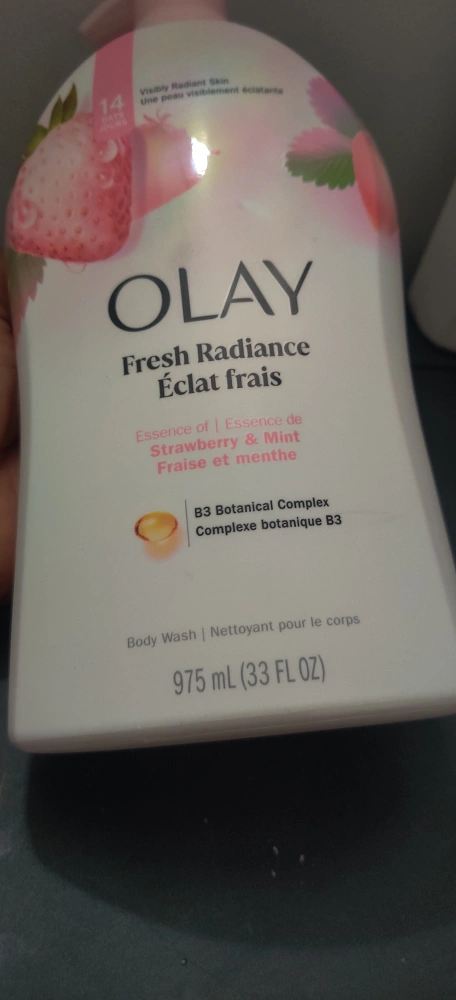 14
DAYS
JOURS
Visibly Radiant Skin
Une peau visiblement éclatante
OLAY
Fresh Radiance
Éclat frais
Essence of | Essence de
Strawberry & Mint
Fraise et menthe
B3 Botanical Complex
Complexe botanique B3
Body Wash | Nettoyant pour le corps
975 mL (33 FL OZ)